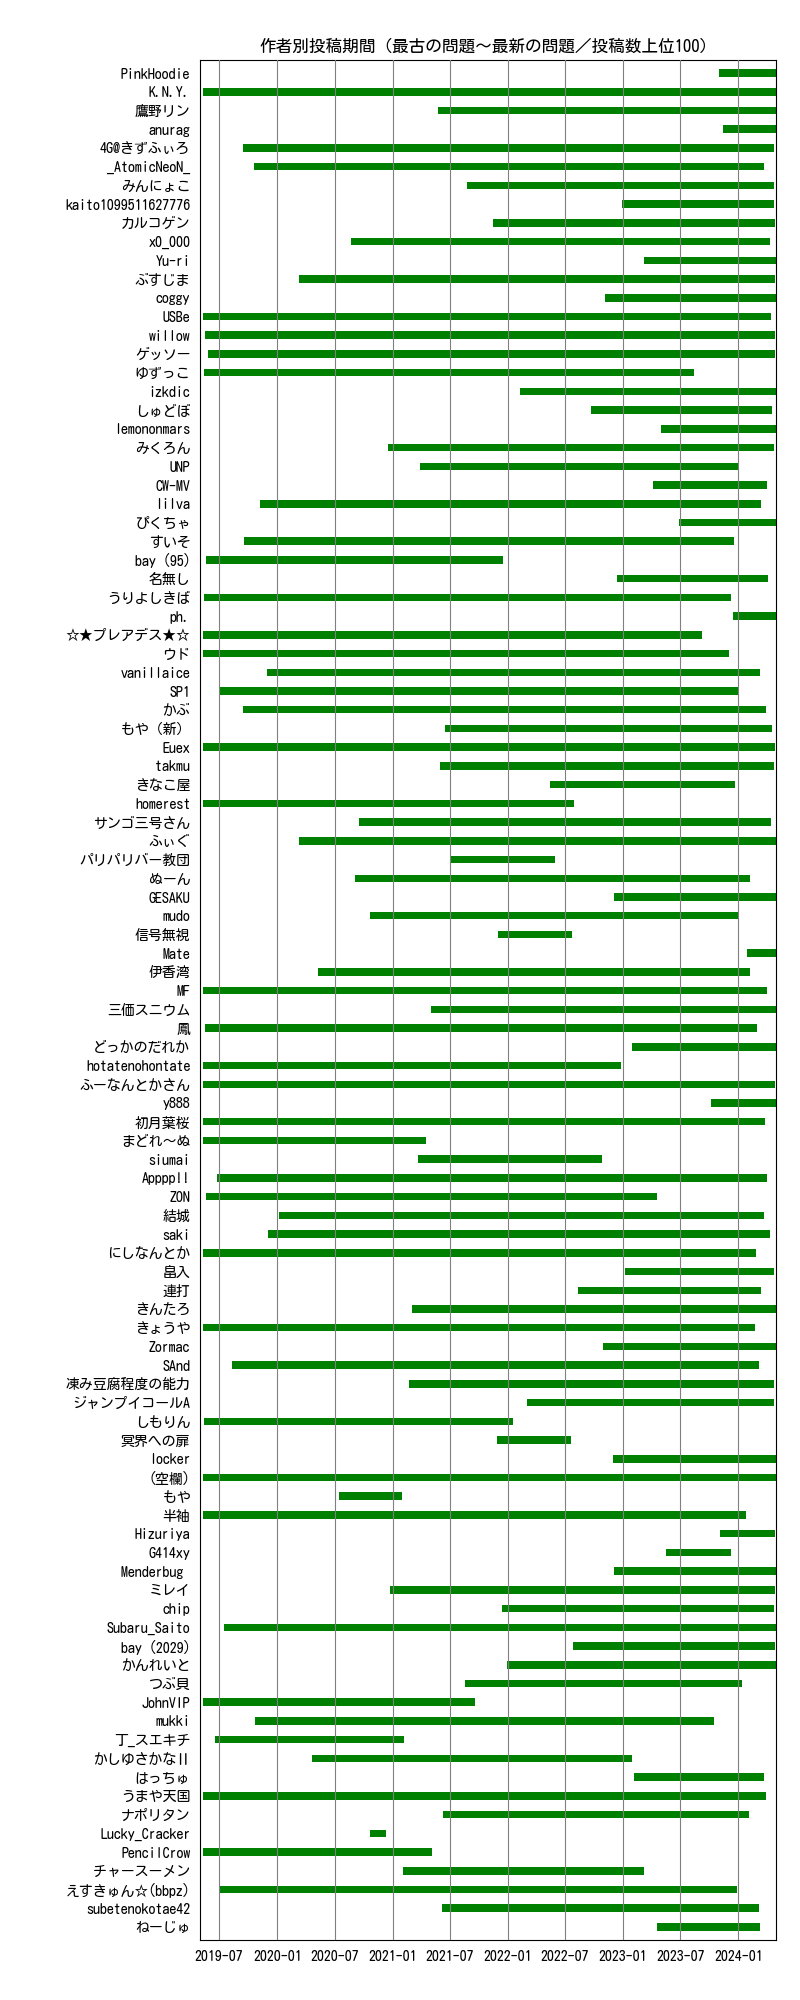 作者別投稿期間（最古の問題～最新の問題／投稿数上位100）
PinkHoodie
K.N.Y.
鷹野リン
anurag
4G@きずふぃろ
_AtomicNeoN_
みんにょこ
kaito1099511627776
カルコゲン
x0_000
Yu-ri
ぶすじま
coggy
USBe
willow
ゲッソー
ゆずっこ
izkdic
しゅどぼ
lemononmars
みくろん
UNP
CW-MV
lilva
ぴくちゃ
すいそ
bay (95)
名無し
うりよしきば
ph.
☆★プレアデス★☆
ウド
vanillaice
SP1
かぶ
もや（新）
Euex
takmu
きなこ屋
homerest
サンゴ三号さん
ふぃぐ
パリパリバー教団
ぬーん
GESAKU
mudo
信号無視
Mate
伊香湾
MF
三価スニウム
鳳
どっかのだれか
hotatenohontate
ふーなんとかさん
y888
初月葉桜
まどれ～ぬ
siumai
Appppll
ZON
結城
saki
にしなんとか
畠入
連打
きんたろ
きょうや
Zormac
SAnd
凍み豆腐程度の能力
ジャンプイコールA
しもりん
冥界への扉
locker
(空欄)
もや
半袖
Hizuriya
G414xy
Menderbug
ミレイ
chip
Subaru_Saito
bay (2029)
かんれいと
つぶ貝
JohnVIP
mukki
丁_スエキチ
かしゆさかなⅡ
はっちゅ
うまや天国
ナポリタン
Lucky_Cracker
PencilCrow
チャースーメン
えすきゅん☆(bbpz)
subetenokotae42
ねーじゅ
2019-07 2020-01 2020-07 2021-01 2021-07 2022-01 2022-07 2023-01 2023-07 2024-01